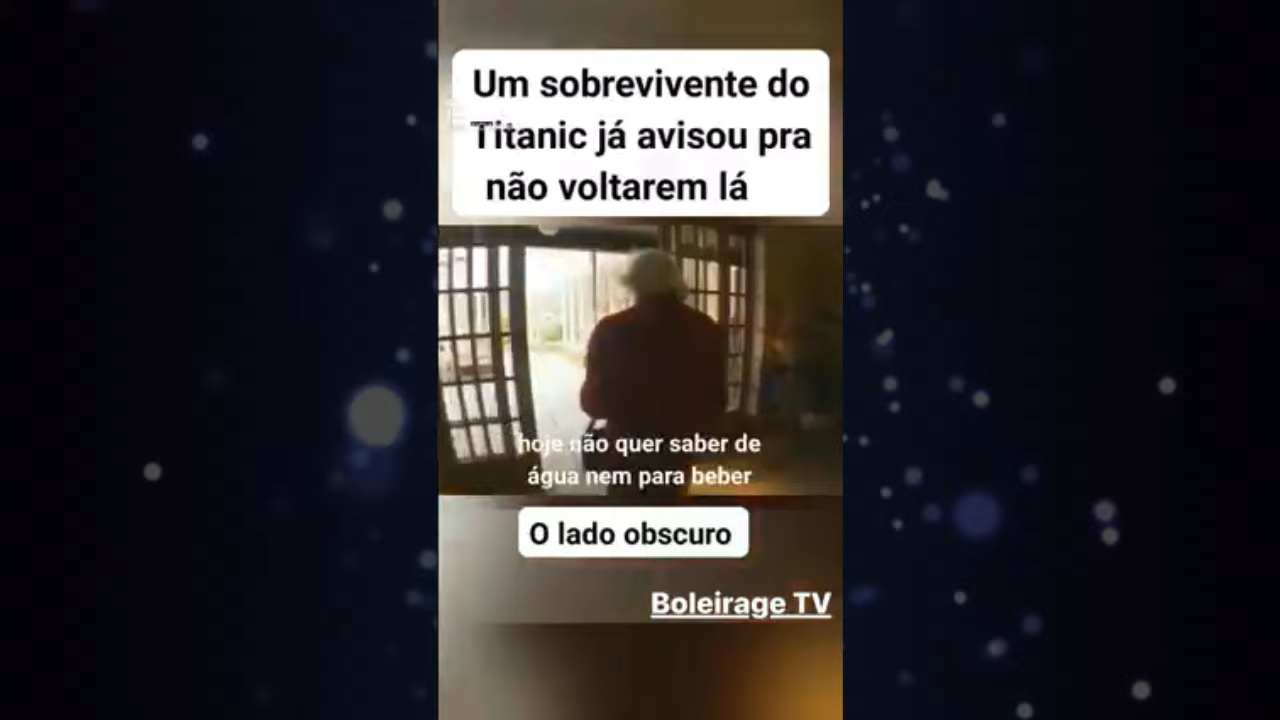 Um sobrevivente do
Titanic já avisou pra
não voltarem lá
hoje não quer saber de
água nem para beber
O lado obscuro
Boleirage TV